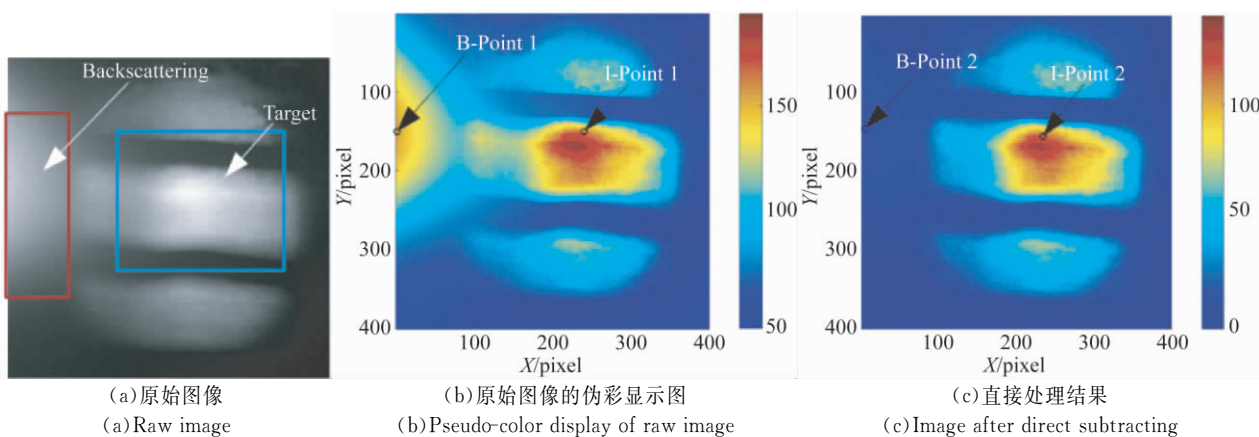 Backscattering
Target
(a)原始图像
(a)Raw image
B-Point 1
I-Point 1
100
200
300
400
Y/pixel
100
200
300
400
X/pixel
150
100
50
(b)原始图像的伪彩显示图
(b)Pseudo-color display of raw image
B-Point 2
I-Point 2
100
200
300
400
Y/pixel
100
200
300
400
X/pixel
100
50
0
(c)直接处理结果
(c)Image after direct subtracting